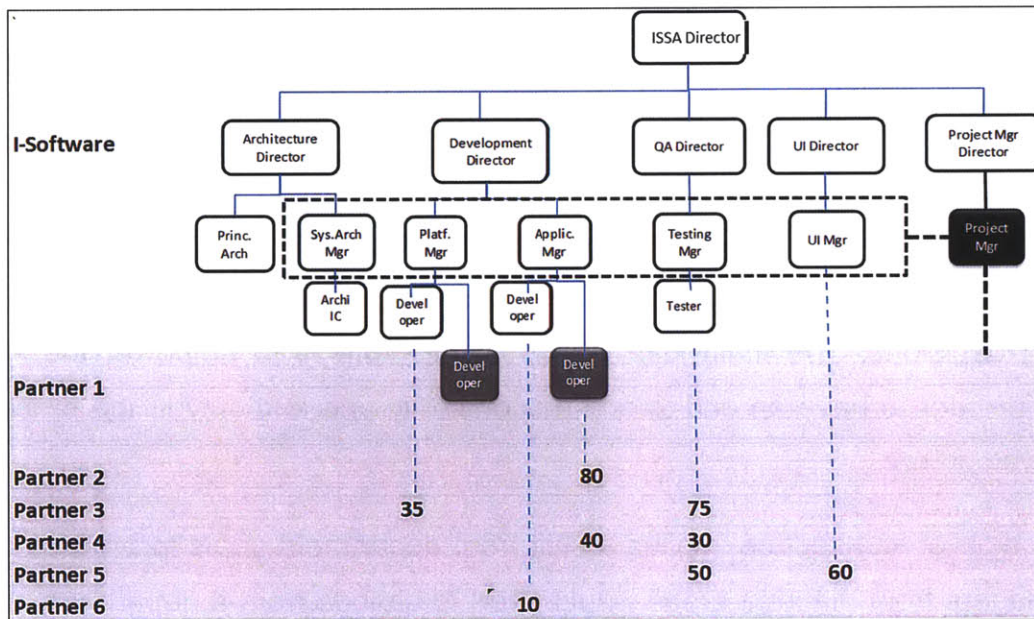 ISSA Director
I-Software
Architecture
Director
Development
Director
QA Director
UI Director
Project Mgr
Director
Princ.
Arch
Sys.Arch
Mgr
Platf.
Mgr
Applic.
Mgr
Testing
Mgr
UI Mgr
Project
Mgr
Archi
IC
Devel
oper
Devel
oper
Tester
Partner 1
Devel
oper
Devel
oper
Partner 2
80
Partner 3
35
75
Partner 4
40
30
Partner 5
50
60
Partner 6
10